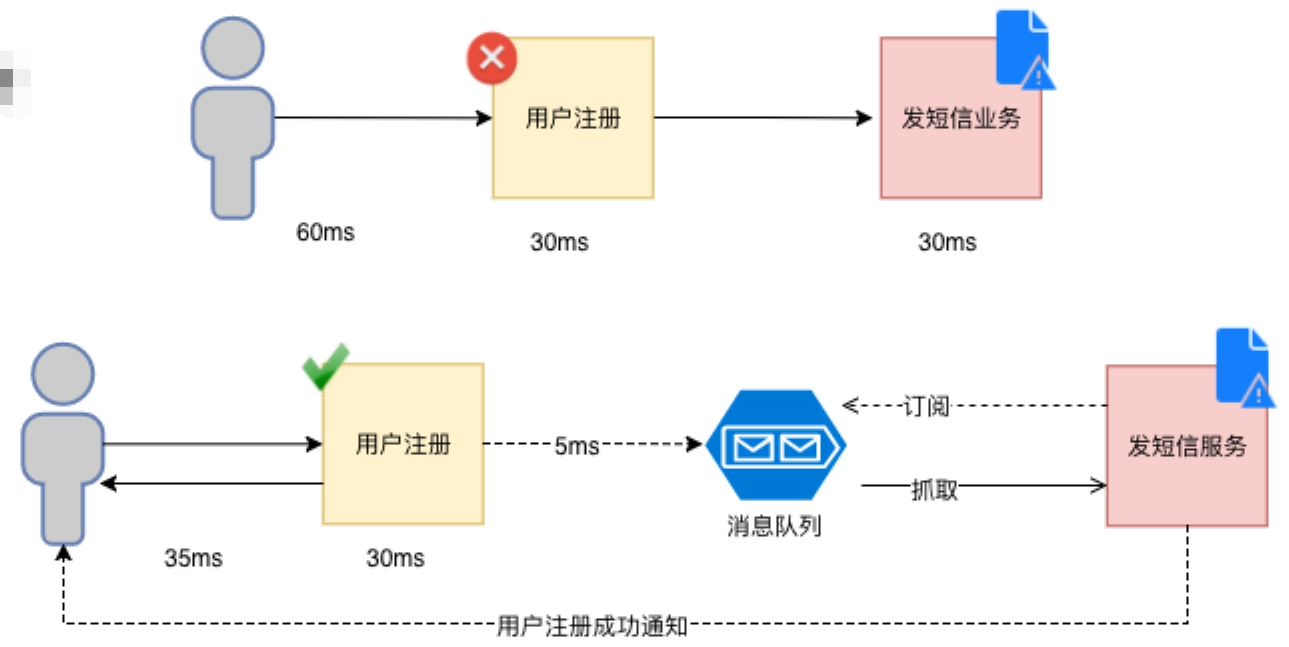 用户注册
发短信业务
60ms
30ms
30ms
用户注册
5ms
订阅
抓取
发短信服务
消息队列
35ms
30ms
用户注册成功通知